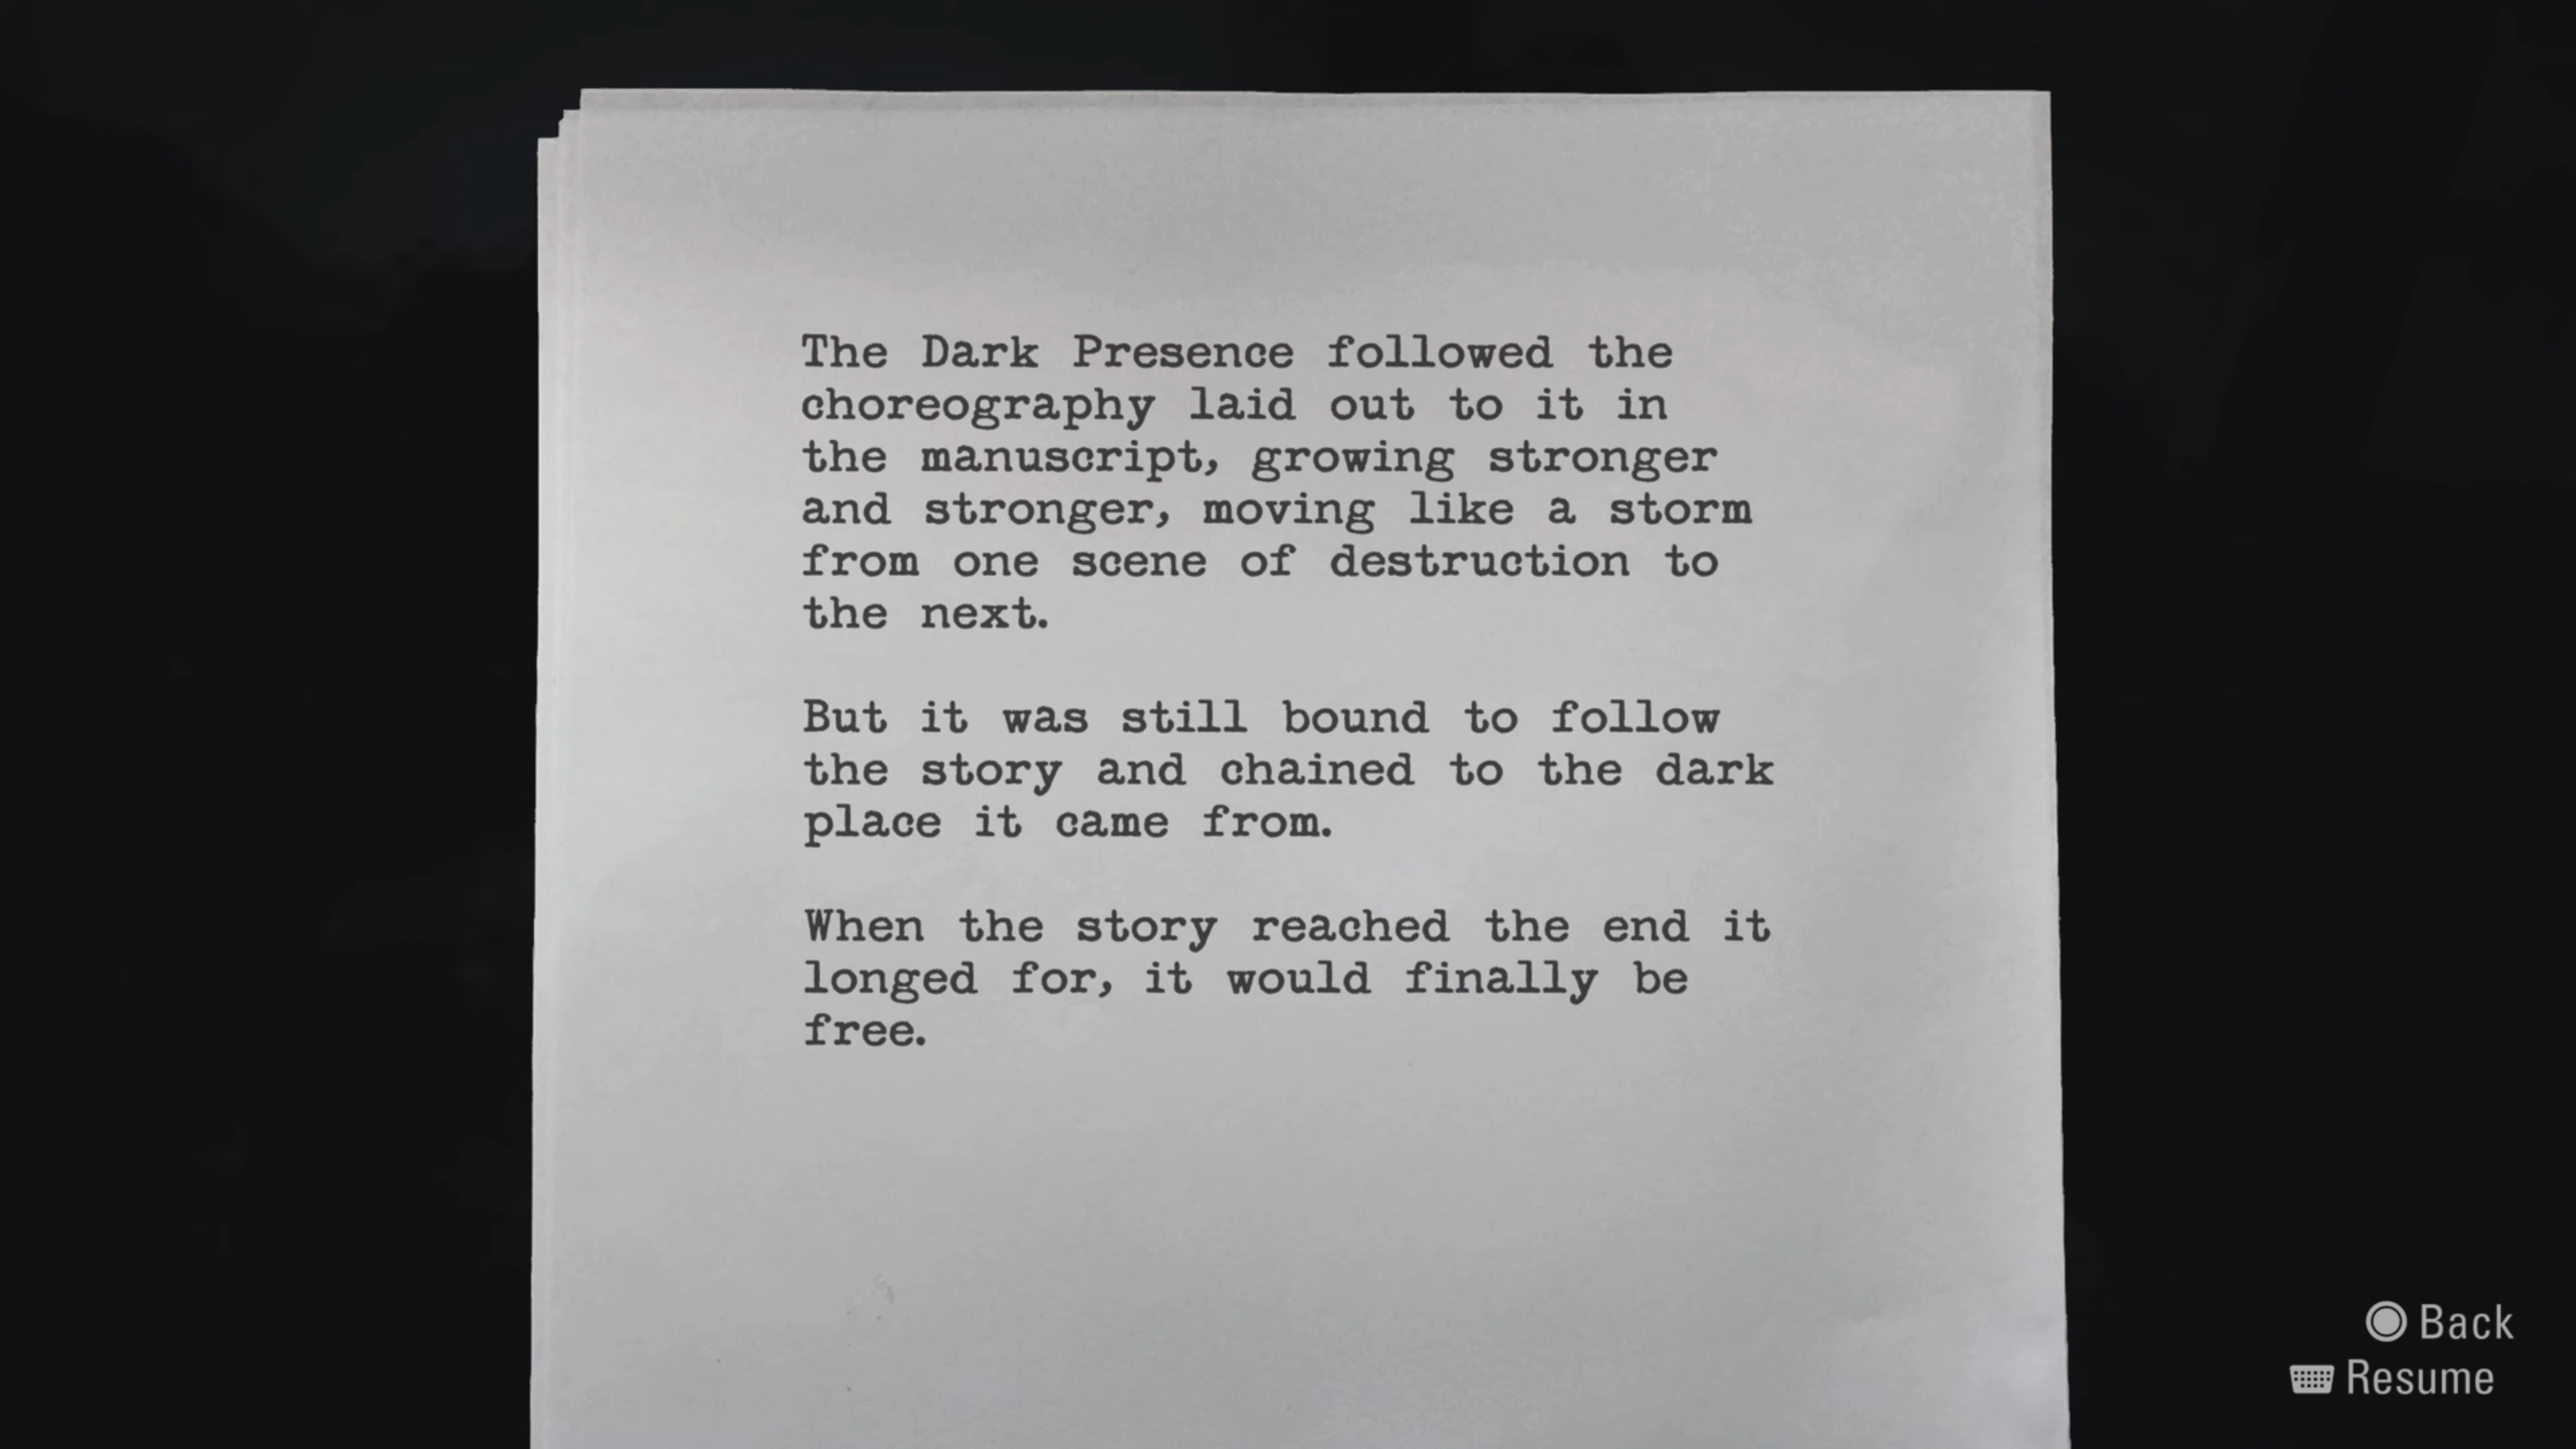 The Dark Presence followed the
choreography laid out to it in
the manuscript, growing stronger
and stronger, moving like a storm
from one scene of destruction to
the next.
But it was still bound to follow
the story and chained to the dark
place it came from.
When the story reached the end it
longed for, it would finally be
free.
Back
Resume